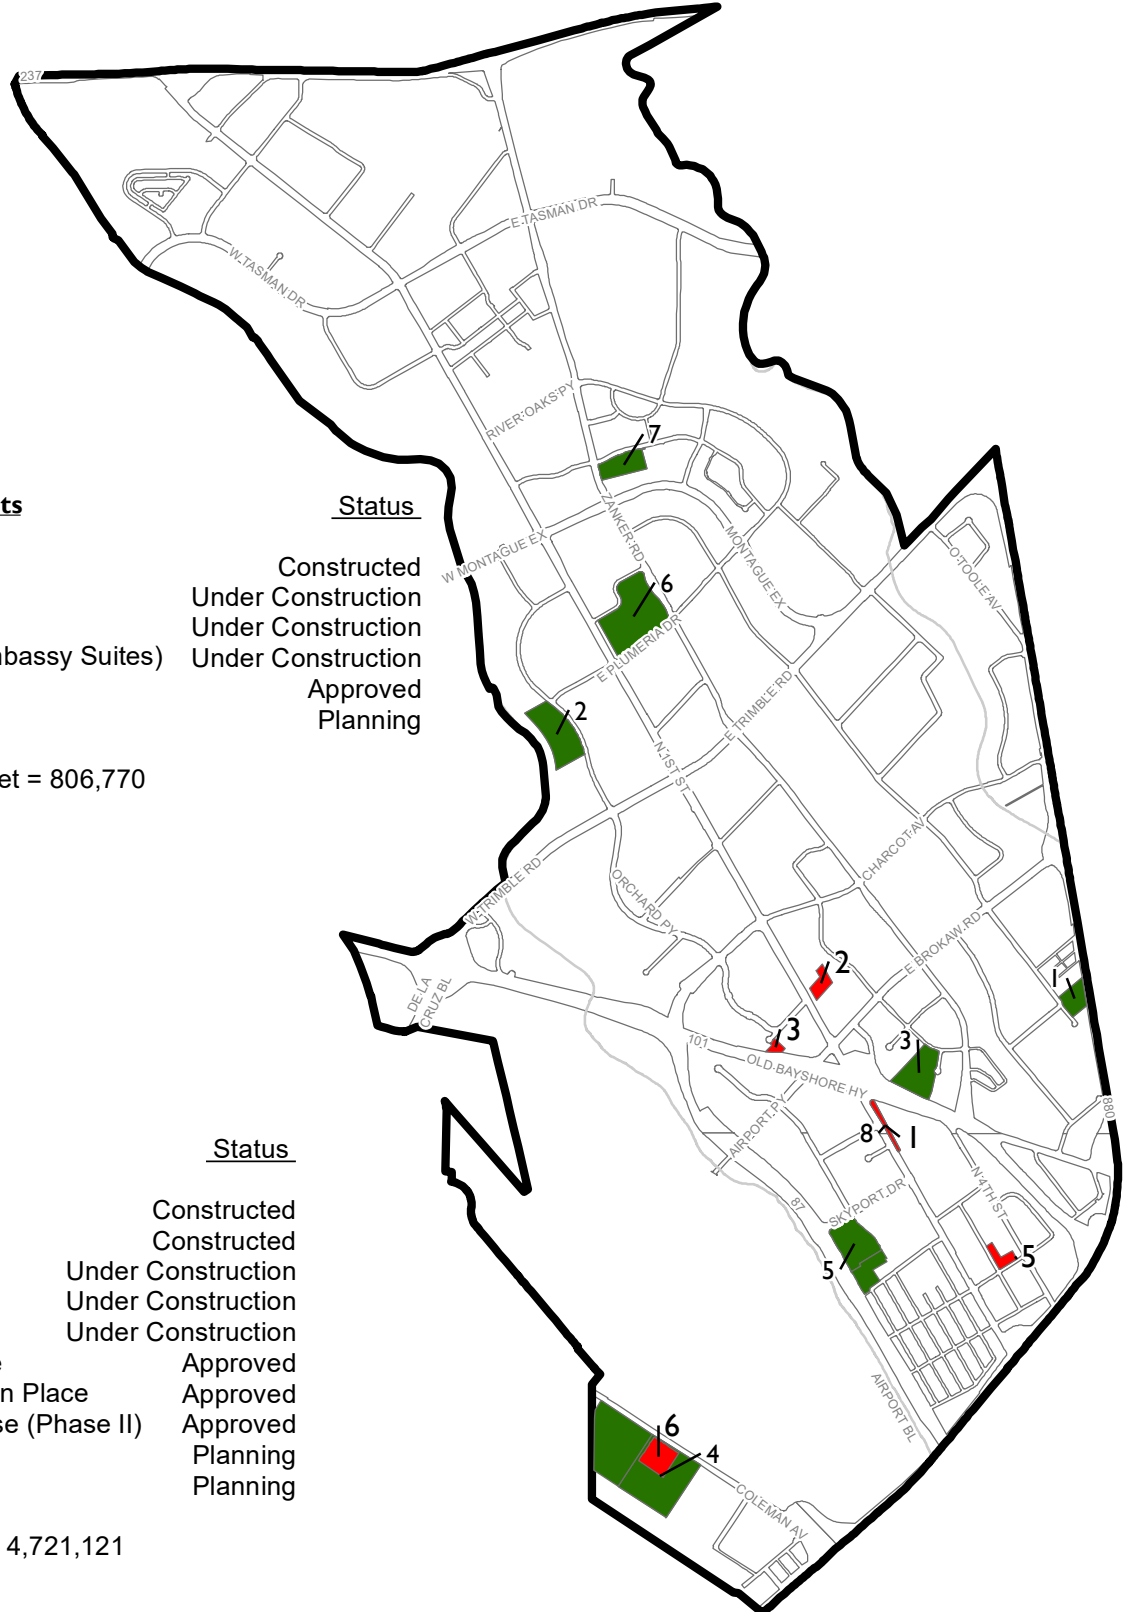 237
E TASMAN DR
W TASMAN DR
RIVER OAKS PY
7
ts Status
ZANKER RD
W MONTAGUE EX
MONTAGUE EX
O TOOLE AV
Constructed
Under Construction
6
Under Construction
E PLUMERIA DR
mbassy Suites) Under Construction
Approved
E TRIMBLE RD
Planning
2
N 1ST ST
et = 806,770
CHARCOT AV
W TRIMBLE RD
ORCHARD PY
E BROKAW RD
2
1
DE LA
CRUZ BL
3
3
101
OLD BAYSHORE HY
880
AIRPORT PY
8
1
Status
N 4TH ST
SKYPORT DR
87
Constructed
Constructed
5
5
Under Construction
Under Construction
Under Construction
e Approved
n Place Approved
AIRPORT BL
se (Phase II) Approved
6
4
Planning
Planning
COLEMAN AV
4,721,121